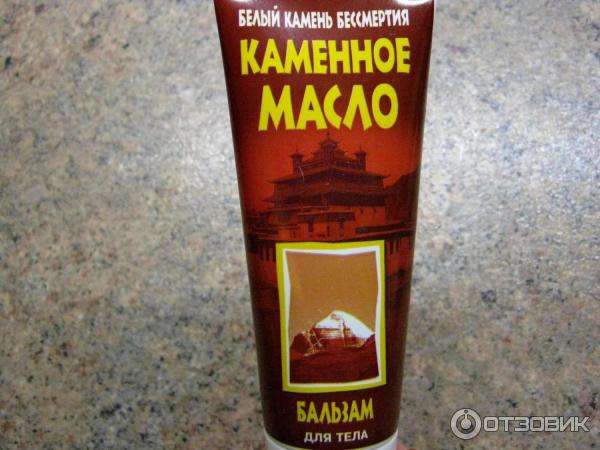 БЕЛЫЙ КАМЕНЬ БЕССМЕРТИЯ
КАМЕННОЕ
МАСЛО
БАЛЬЗАМ
ДЛЯ ТЕЛА
ОТЗОВИК